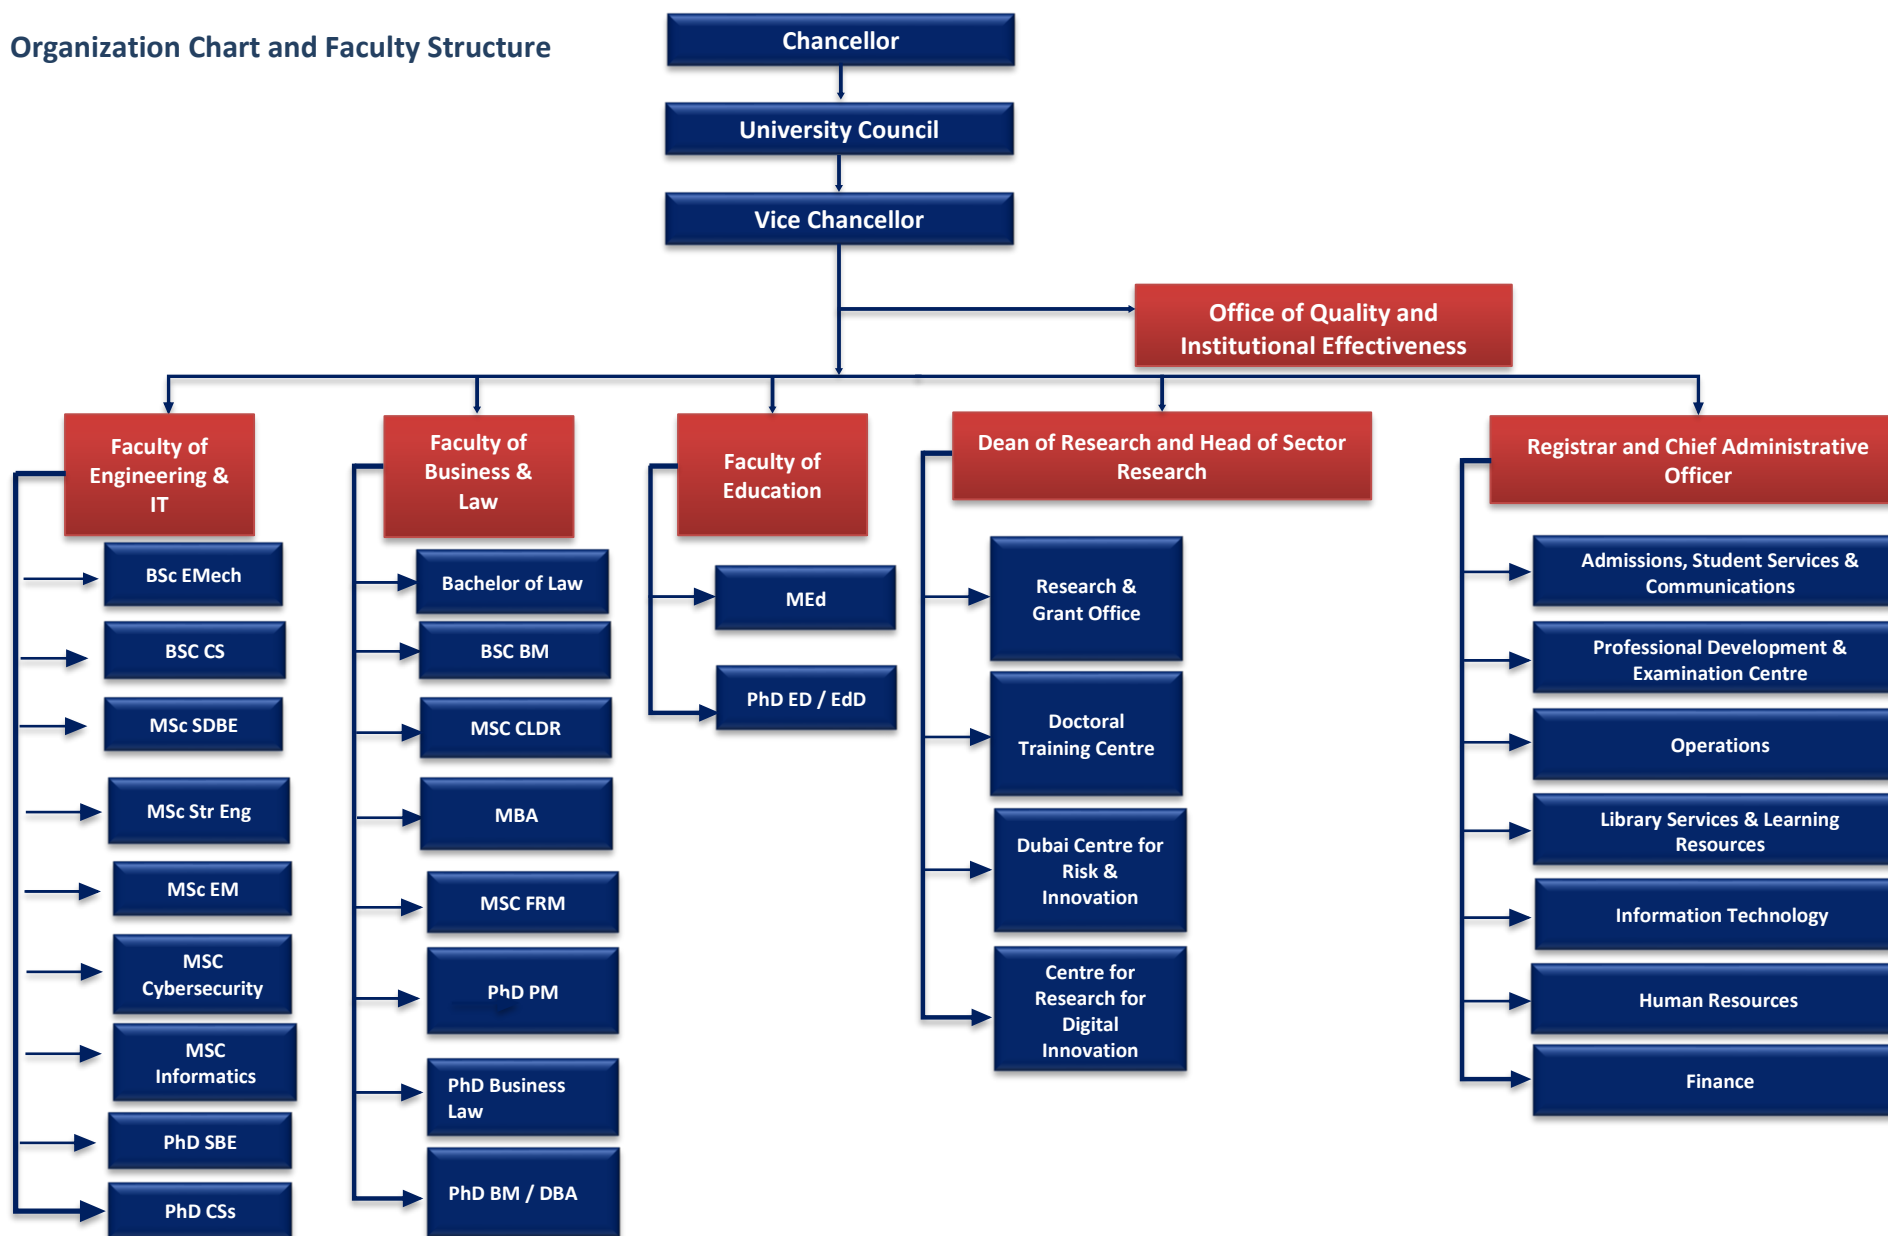 Organization Chart and Faculty Structure
Chancellor
University Council
Vice Chancellor
Office of Quality and
Institutional Effectiveness
Faculty of
Engineering &
IT
BSc EMech
BSC CS
MSc SDBE
MSc Str Eng
MSc EM
MSC
Cybersecurity
MSC
Informatics
PhD SBE
PhD CSs
Faculty of
Business &
Law
Bachelor of Law
BSC BM
MSC CLDR
MBA
MSC FRM
PhD PM
PhD Business
Law
PhD BM / DBA
Faculty of
Education
MEd
PhD ED / EdD
Dean of Research and Head of Sector
Research
Research &
Grant Office
Doctoral
Training Centre
Dubai Centre for
Risk &
Innovation
Centre for
Research for
Digital
Innovation
Registrar and Chief Administrative
Officer
Admissions, Student Services &
Communications
Professional Development &
Examination Centre
Operations
Library Services & Learning
Resources
Information Technology
Human Resources
Finance